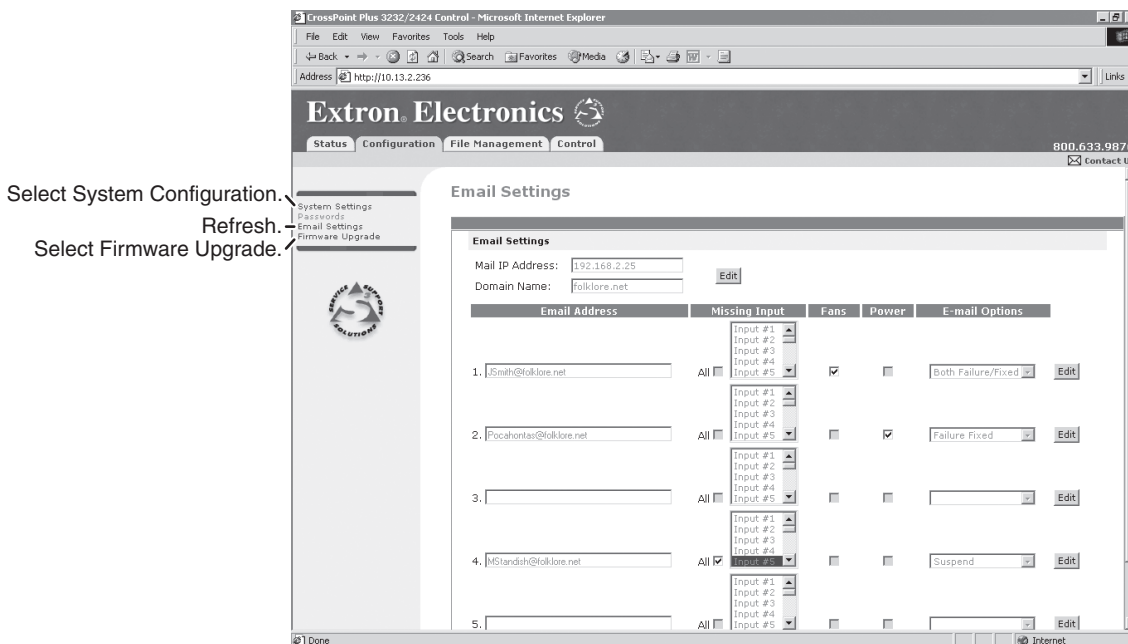 CrossPoint Plus 3232/2424 Control - Microsoft Internet Explorer
File Edit View Favorites Tools Help
Back Search Favorites Media
Address http://10.13.2.236 Links
Extron® Electronics
Status Configuration File Management Control
800.633.987
Contact U
Select System Configuration.
Refresh.
Select Firmware Upgrade.
System Settings
Passwords
Email Settings
Firmware Upgrade
SERVICE SUPPORT SOLUTIONS
S2
Email Settings
Email Settings
Mail IP Address: 192.168.2.25
Edit
Domain Name: folklore.net
Email Address Missing Input Fans Power E-mail Options
Input #1
Input #2
Input #3
Input #4
1. JSmith@folklore.net All Input #5 Both Failure/Fixed Edit
Input #1
Input #2
Input #3
Input #4
2. Pocahontas@folklore.net All Input #5 Failure Fixed Edit
Input #1
Input #2
Input #3
Input #4
3. All Input #5 Edit
Input #1
Input #2
Input #3
Input #4
4. MStandish@folklore.net All Input #5 Suspend Edit
Input #1
Input #2
Input #3
Input #4
5. All Input #5 Edit
Done Internet